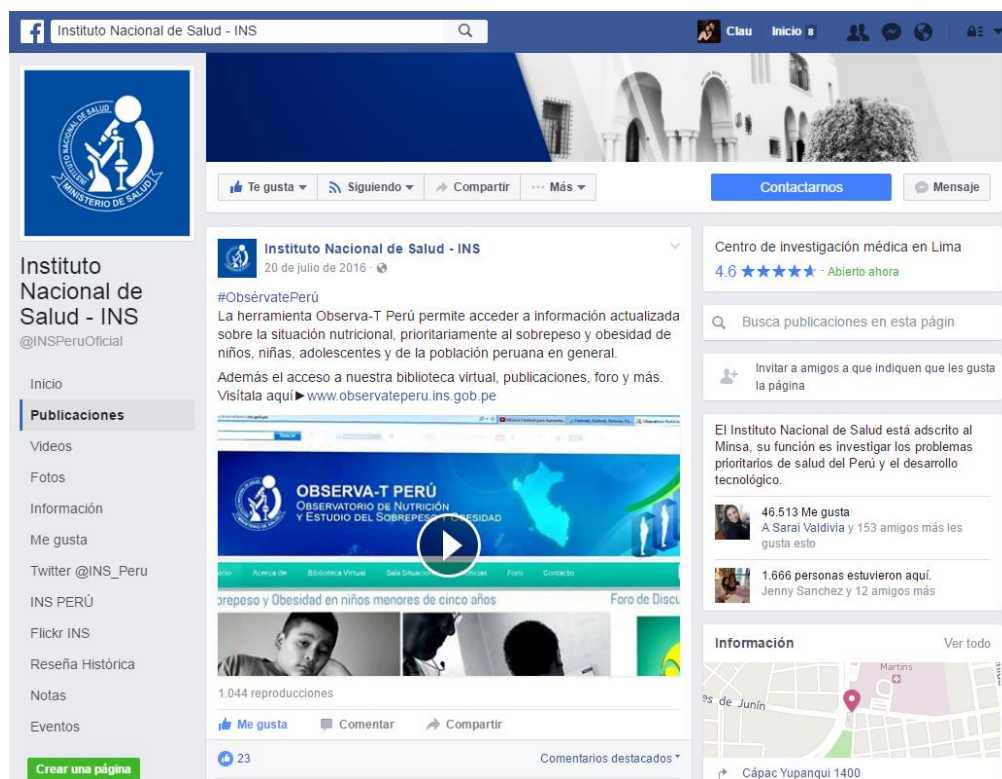 Instituto Nacional de Salud - INS
Clau
Inicio 8
INSTITUTO NACIONAL DE SALUD
MINISTERIO DE SALUD
Te gusta
Siguiendo
Compartir
Más
Contactarnos
Mensaje
Instituto
Nacional de
Salud - INS
@INSPeruOficial
Inicio
Publicaciones
Videos
Fotos
Información
Me gusta
Twitter @INS_Peru
INS PERÚ
Flickr INS
Reseña Histórica
Notas
Eventos
Crear una página
Instituto Nacional de Salud - INS
20 de julio de 2016
#ObsérvatePerú
La herramienta Observa-T Perú permite acceder a información actualizada
sobre la situación nutricional, prioritariamente al sobrepeso y obesidad de
niños, niñas, adolescentes y de la población peruana en general.
Además el acceso a nuestra biblioteca virtual, publicaciones, foro y más.
Visítala aquí►www.observateperu.ins.gob.pe
OBSERVA-T PERÚ
OBSERVATORIO DE NUTRICIÓN
Y ESTUDIO DEL SOBREPESO Y OBESIDAD
Acerca de
Biblioteca Virtual
Foro
Contacto
brepeso y Obesidad en niños menores de cinco años
Foro de Discu
1.044 reproducciones
Me gusta
Comentar
Compartir
23
Comentarios destacados
Centro de investigación médica en Lima
4.6 ★★★★★ · Abierto ahora
Busca publicaciones en esta págin
Invitar a amigos a que indiquen que les gusta
la página
El Instituto Nacional de Salud está adscrito al
Minsa, su función es investigar los problemas
prioritarios de salud del Perú y el desarrollo
tecnológico.
46.513 Me gusta
A Sarai Valdivia y 153 amigos más les
gusta esto
1.666 personas estuvieron aquí.
Jenny Sanchez y 12 amigos más
Información
Ver todo
Martins
es de Junín
Cápac Yupanqui 1400